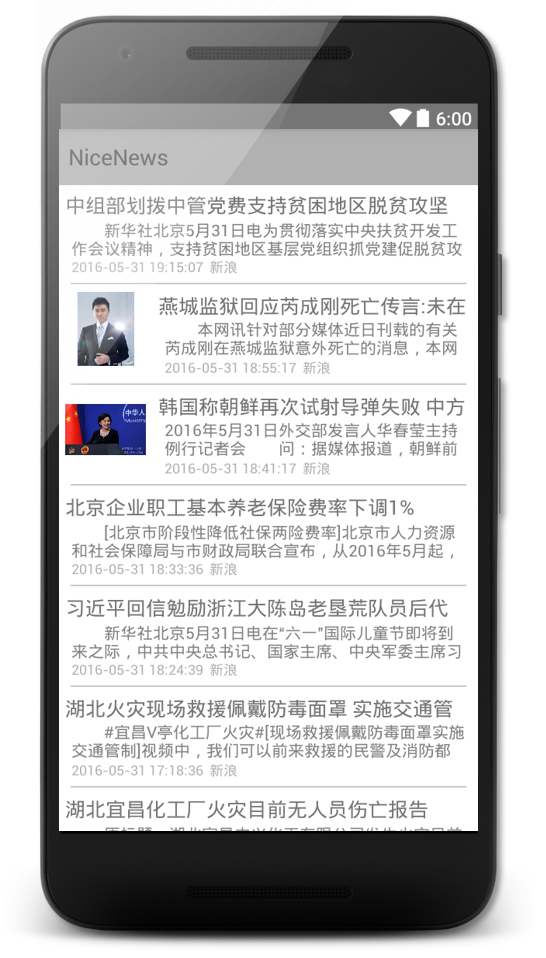 6:00
NiceNews
中组部划拨中管党费支持贫困地区脱贫攻坚
新华社北京5月31日电为贯彻落实中央扶贫开发工
作会议精神，支持贫困地区基层党组织抓党建促脱贫攻
2016-05-31 19:15:07 新浪
燕城监狱回应芮成刚死亡传言:未在
本网讯针对部分媒体近日刊载的有关
芮成刚在燕城监狱意外死亡的消息，本网
2016-05-31 18:55:17 新浪
中华人
韩国称朝鲜再次试射导弹失败 中方
2016年5月31日外交部发言人华春莹主持
例行记者会 问：据媒体报道，朝鲜前
2016-05-31 18:41:17 新浪
北京企业职工基本养老保险费率下调1%
[北京市阶段性降低社保两险费率]北京市人力资源
和社会保障局与市财政局联合宣布，从2016年5月起，
2016-05-31 18:33:36 新浪
习近平回信勉励浙江大陈岛老垦荒队员后代
新华社北京5月31日电在“六一”国际儿童节即将到
来之际，中共中央总书记、国家主席、中央军委主席习
2016-05-31 18:24:39 新浪
湖北火灾现场救援佩戴防毒面罩 实施交通管
#宜昌V亭化工厂火灾#[现场救援佩戴防毒面罩实施
交通管制]视频中，我们可以前来救援的民警及消防都
2016-05-31 17:18:36 新浪
湖北宜昌化工厂火灾目前无人员伤亡报告